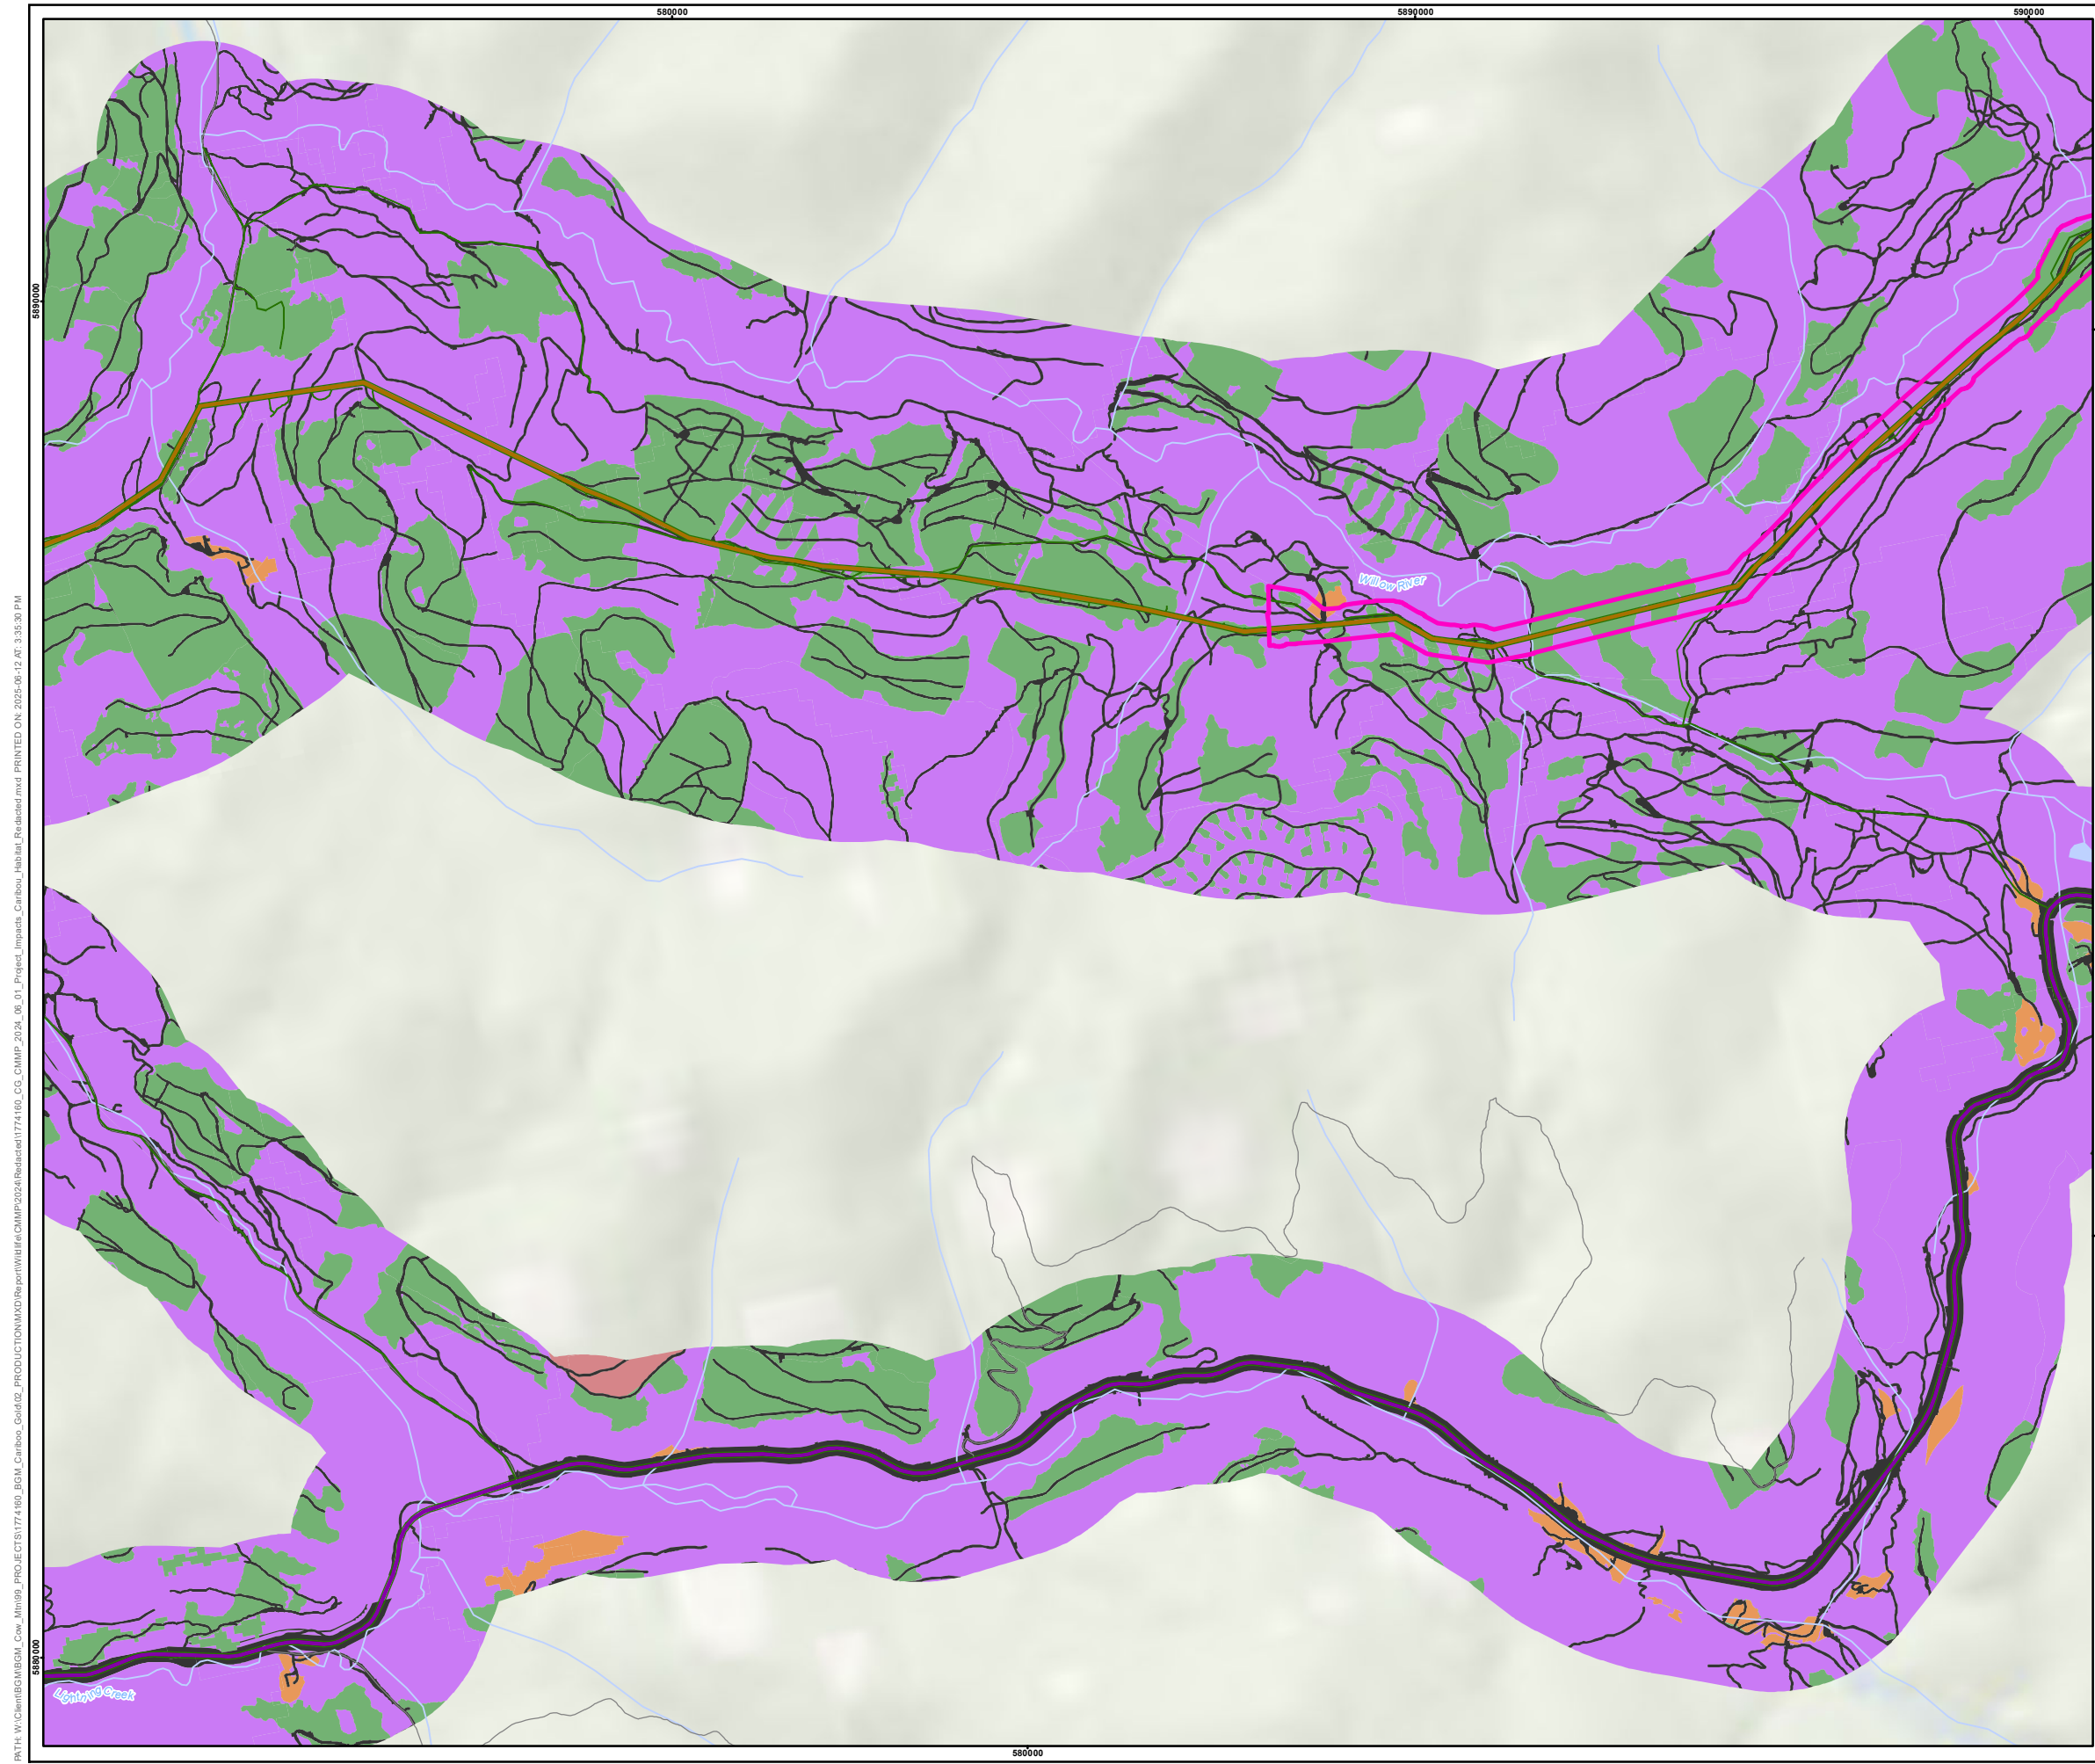 580000
5890000
590000
5890000
Willow River
PATH: W:\Client\BGM\BGM_Cow_Mtn\99_PROJECTS\1774160_BGM_Cariboo_Gold\02_PRODUCTION\MXD\Report\Wildlife\CMMP\2024\Redacted\1774160_CG_CMMP_2024_06_01_Project_Impacts_Caribou_Habitat_Redacted.mxd PRINTED ON: 2025-06-12 AT: 3:35:30 PM
5880000
Lightning Creek
580000